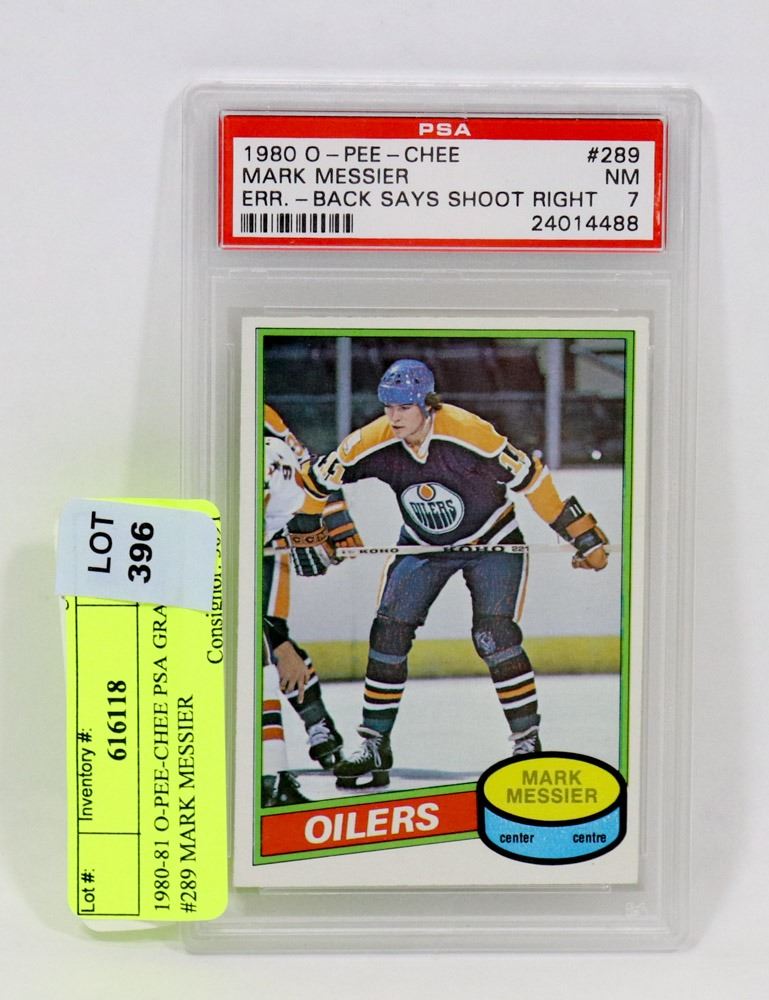 PSA
1980 O-PEE-CHEE #289
MARK MESSIER NM
ERR. -BACK SAYS SHOOT RIGHT 7
24014488
OILERS
KOHO KOHO 221
11
OILERS
MARK
MESSIER
center centre
LOT
396
Lot #: Inventory #:
616118
1980-81 O-PEE-CHEE PSA GRA
#289 MARK MESSIER
Consignor: